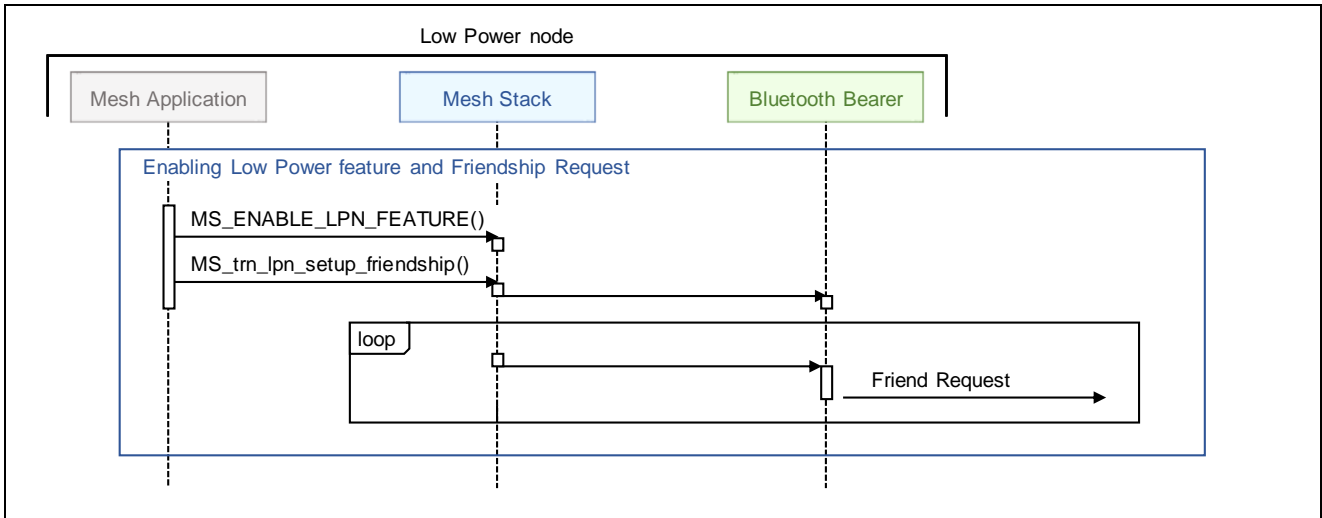 Low Power node
Mesh Application
Mesh Stack
Bluetooth Bearer
Enabling Low Power feature and Friendship Request
MS_ENABLE_LPN_FEATURE()
MS_trn_lpn_setup_friendship()
loop
Friend Request